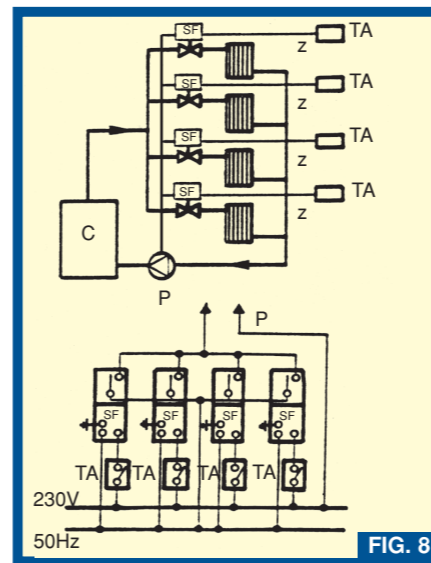 SF TA
z
SF TA
z
SF TA
z
SF TA
z
C
P
P
SF SF SF SF
TA TA TA TA
230V
50Hz
FIG. 8